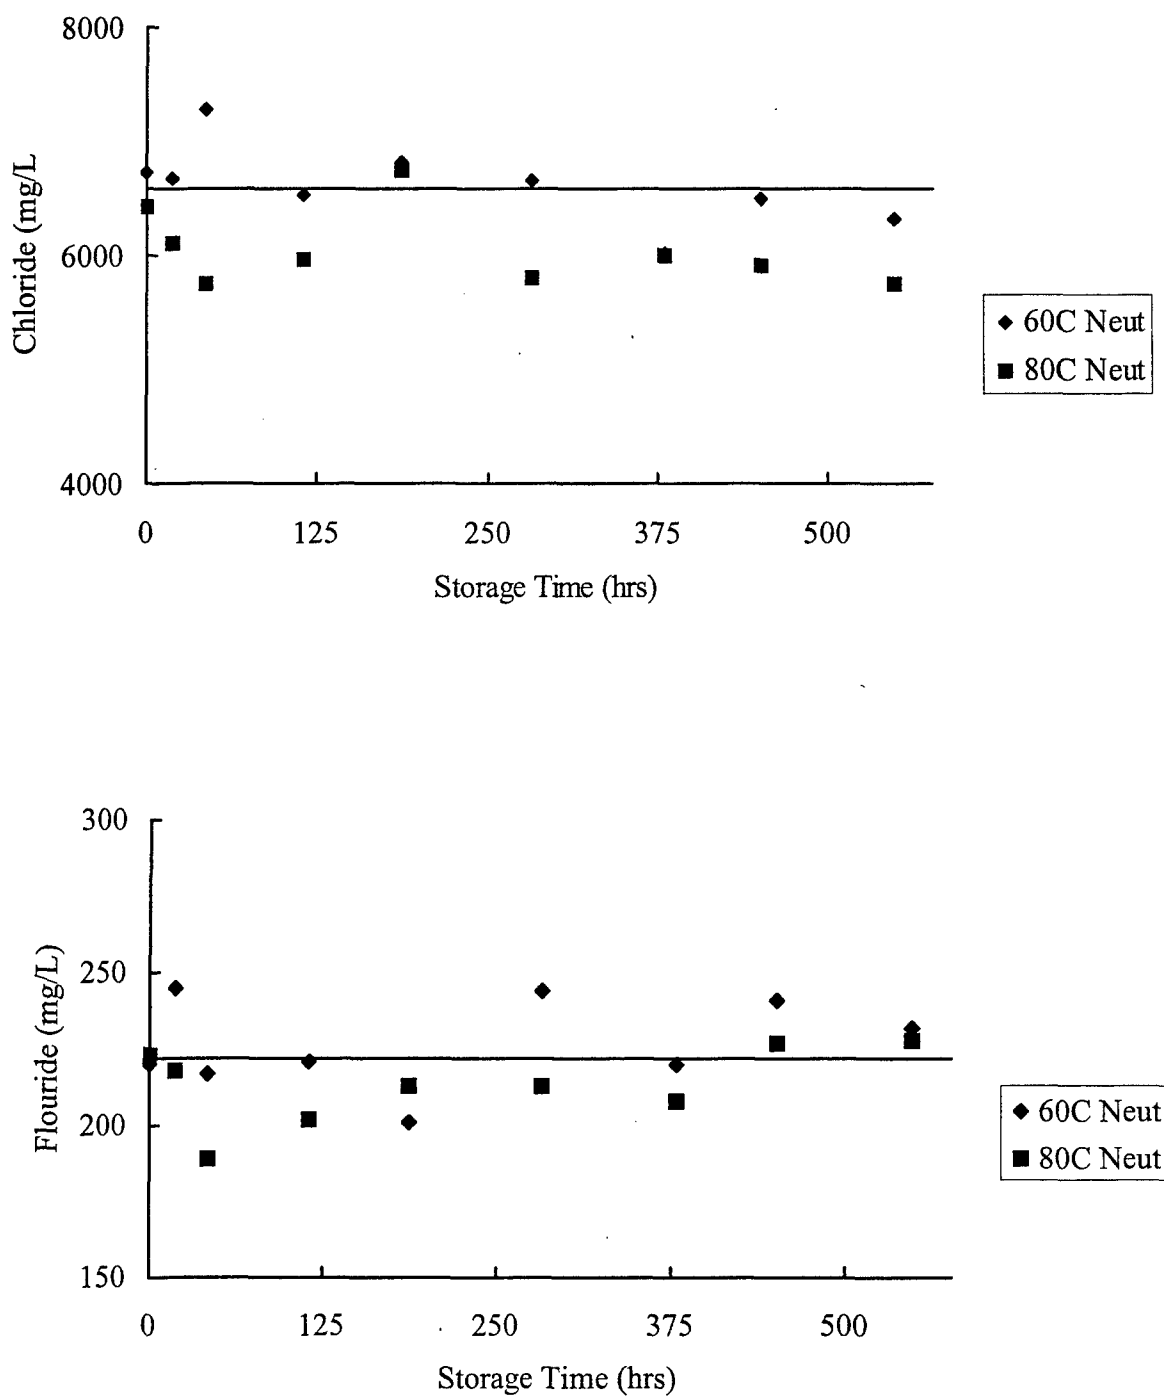 8000
6000
4000
Chloride (mg/L
0 125 250 375 500
Storage Time (hrs)
60C Neut
80C Neut
300
250
200
150
Flouride (mg/L)
0 125 250 375 500
Storage Time (hrs)
60C Neut
80C Neut